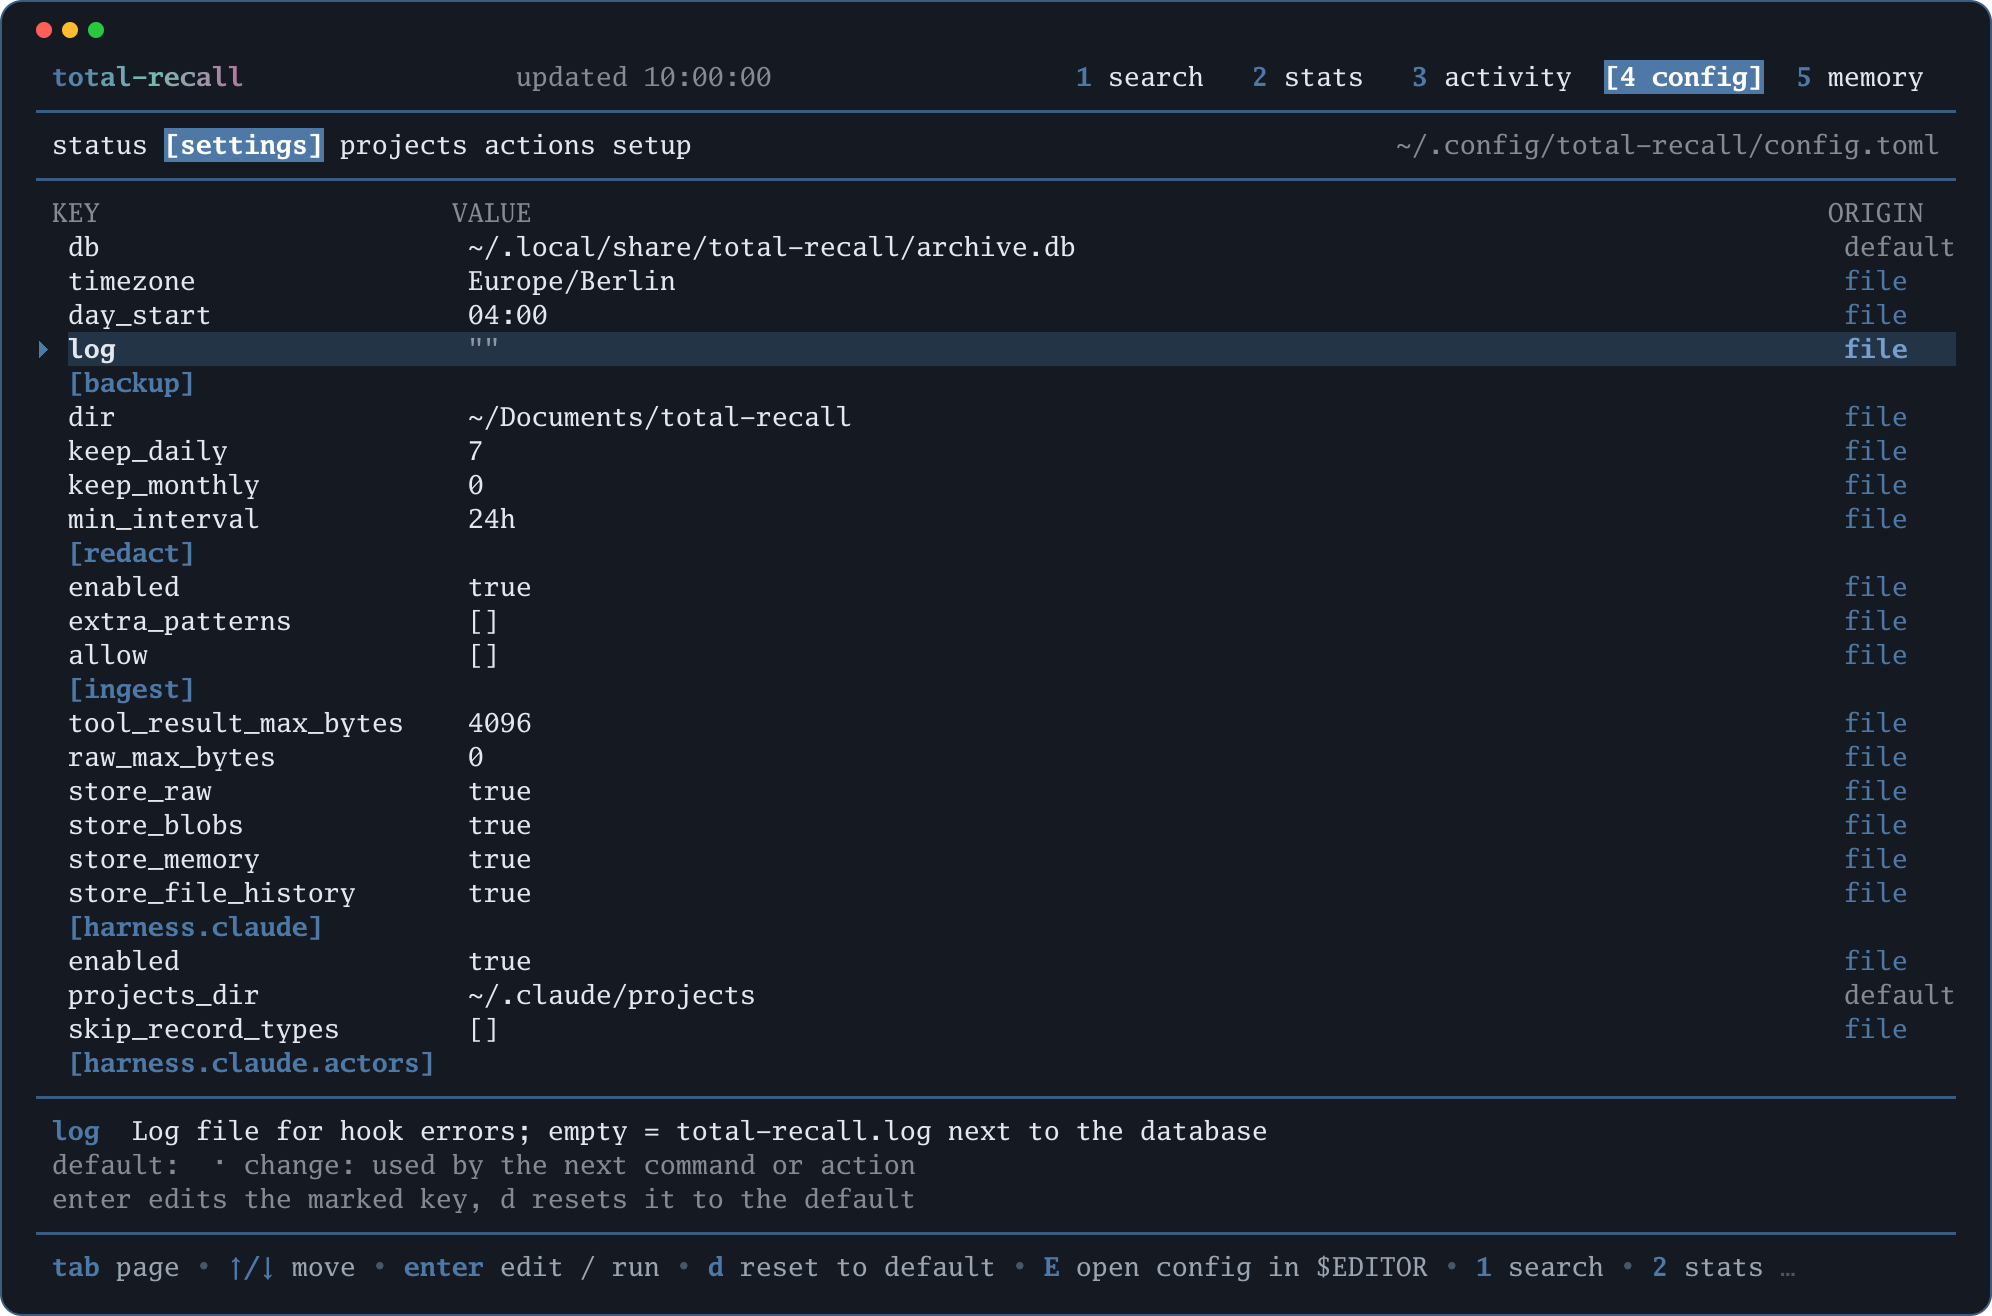 total-recall updated 10:00:00 1 search 2 stats 3 activity [4 config] 5 memory
status [settings] projects actions setup ~/.config/total-recall/config.toml
KEY VALUE ORIGIN
db ~/.local/share/total-recall/archive.db default
timezone Europe/Berlin file
day_start 04:00 file
log "" file
[backup]
dir ~/Documents/total-recall file
keep_daily 7 file
keep_monthly 0 file
min_interval 24h file
[redact]
enabled true file
extra_patterns [] file
allow [] file
[ingest]
tool_result_max_bytes 4096 file
raw_max_bytes 0 file
store_raw true file
store_blobs true file
store_memory true file
store_file_history true file
[harness.claude]
enabled true file
projects_dir ~/.claude/projects default
skip_record_types [] file
[harness.claude.actors]
log Log file for hook errors; empty = total-recall.log next to the database
default: · change: used by the next command or action
enter edits the marked key, d resets it to the default
tab page • ↑/↓ move • enter edit / run • d reset to default • E open config in $EDITOR • 1 search • 2 stats …